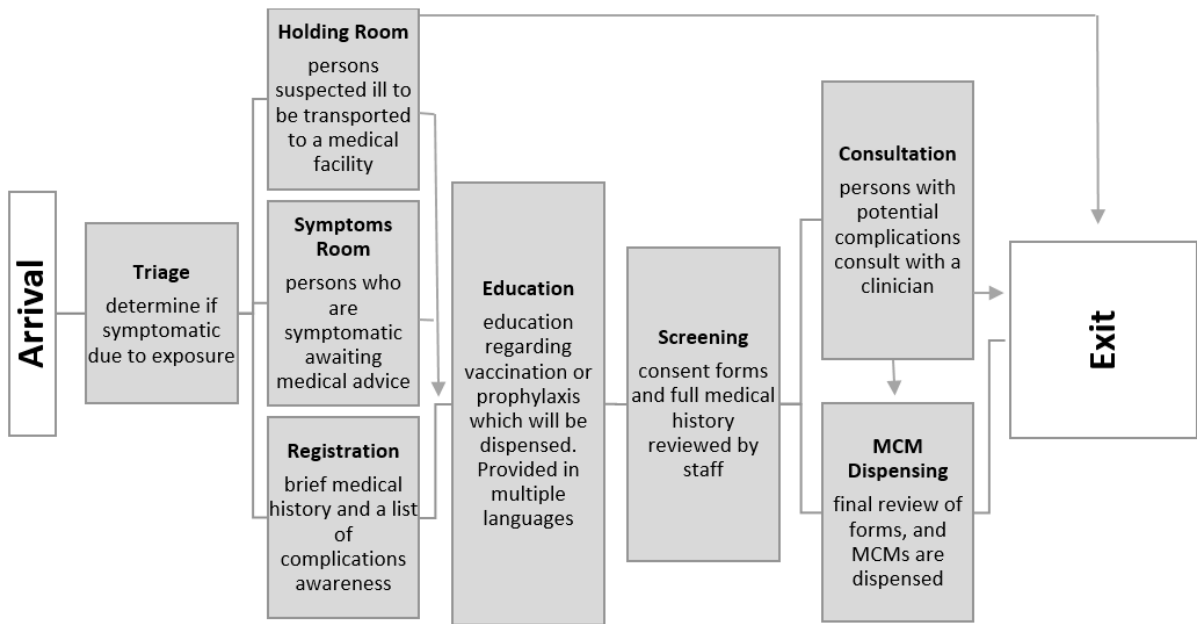 Arrival
Triage
determine if
symptomatic
due to exposure
Holding Room
persons
suspected ill to
be transported
to a medical
facility
Symptoms
Room
persons who
are
symptomatic
awaiting
medical advice
Registration
brief medical
history and a list
of
complications
awareness
Education
education
regarding
vaccination or
prophylaxis
which will be
dispensed.
Provided in
multiple
languages
Screening
consent forms
and full medical
history
reviewed by
staff
Consultation
persons with
potential
complications
consult with a
clinician
MCM
Dispensing
final review of
forms, and
MCMs are
dispensed
Exit